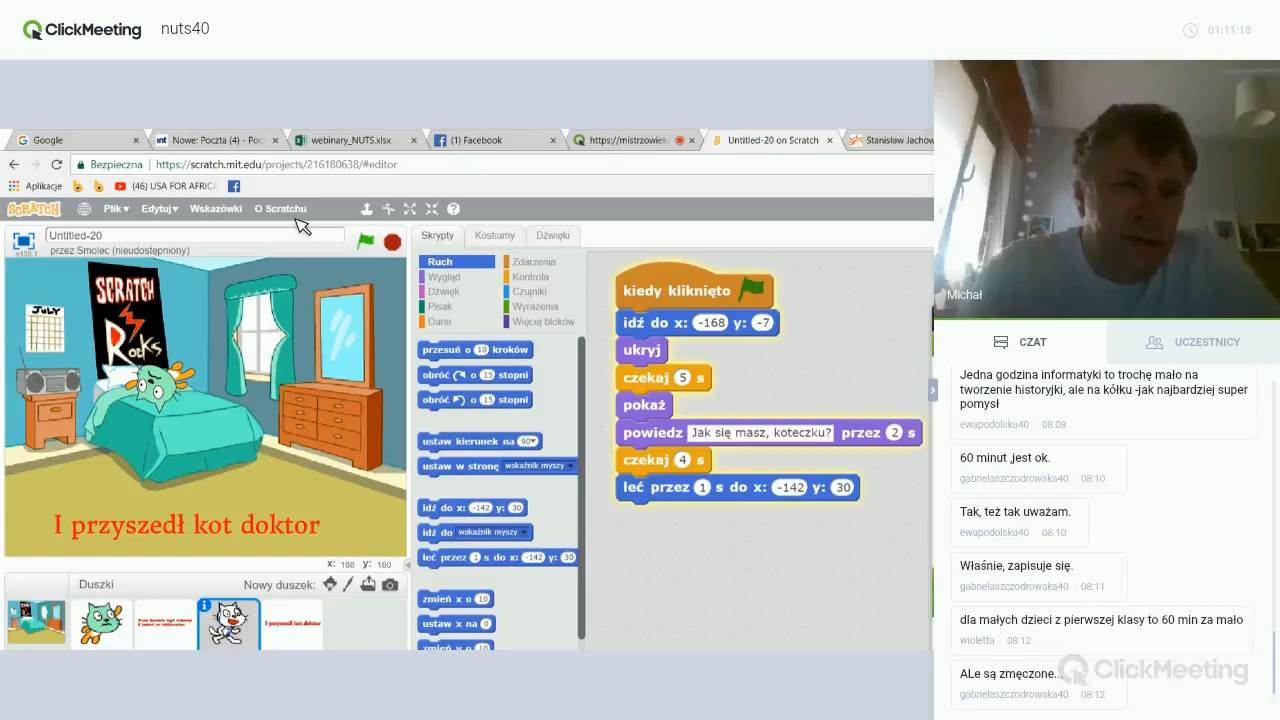 ClickMeeting
nuts40
01:11:18
Google
Nowe: Poczta (4) - Poc
webinary_NUTS.xlsx
(1) Facebook
https://mistrzowiek
Untitled-20 on Scratch
Stanisław Jachow
Bezpieczna
https://scratch.mit.edu/projects/216180638/#editor
Aplikacje
(46) USA FOR AFRICA
SCRATCH
Plik
Edytuj
Wskazówki
O Scratchu
Untitled-20
przez Smolec (nieudostępniony)
v450.1
Skrypty
Kostiumy
Dźwięki
Ruch
Wygląd
Dźwięk
Pisak
Dane
Zdarzenia
Kontrola
Czujniki
Wyrażenia
Więcej bloków
przesuń o 10 kroków
obróć 15 stopni
obróć 15 stopni
ustaw kierunek na 90
ustaw w stronę wskaźnik myszy
idź do x: -142 y: 30
idź do wskaźnik myszy
leć przez 1 s do x: -142 y: 30
zmień x o 10
ustaw x na 0
zmień y o 10
kiedy kliknięto
idź do x: -168 y: -7
ukryj
czekaj 5 s
pokaż
powiedz Jak się masz, koteczku? przez 2 s
czekaj 4 s
leć przez 1 s do x: -142 y: 30
JULY
SCRATCH
Rocks
I przyszedł kot doktor
x: 188 y: 180
Duszki
Nowy duszek:
I przyszedł kot doktor
Michał
CZAT
UCZESTNICY
Jedna godzina informatyki to trochę mało na
tworzenie historyjki, ale na kółku -jak najbardziej super
pomysł
ewapodolska40 08:08
60 minut ,jest ok.
gabrielaszczodrowska40 08:10
Tak, też tak uważam.
ewapodolska40 08:10
Właśnie, zapisuje się.
gabrielaszczodrowska40 08:11
dla małych dzieci z pierwszej klasy to 60 min za mało
wioletta 08:12
ALe są zmęczone...
gabrielaszczodrowska40 08:12
ClickMeeting